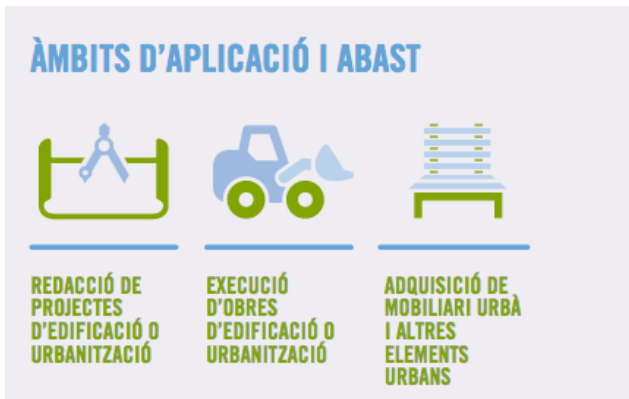 ÀMBITS D'APLICACIÓ I ABAST
REDACCIÓ DE
PROJECTES
D'EDIFICACIÓ O
URBANITZACIÓ
EXECUCIÓ
D'OBRES
D'EDIFICACIÓ O
URBANITZACIÓ
ADQUISICIÓ DE
MOBILIARI URBÀ
I ALTRES
ELEMENTS
URBANS